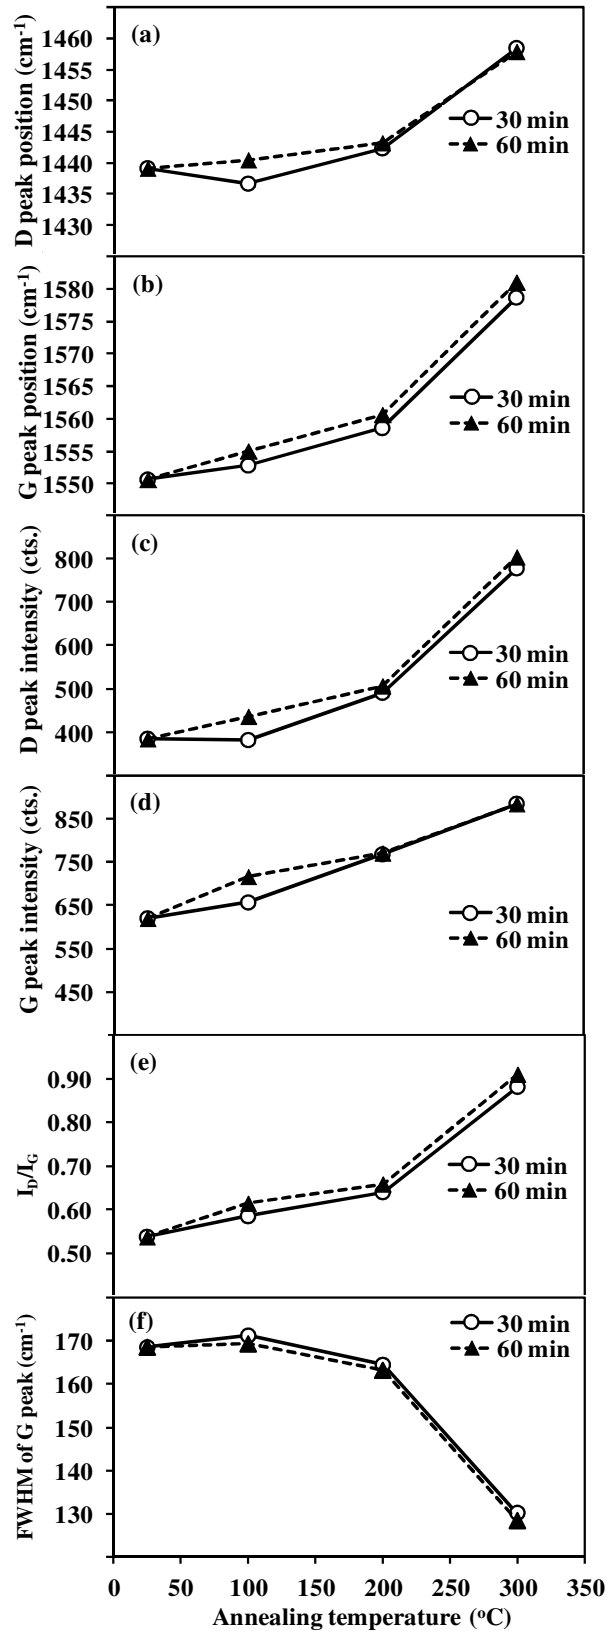 (a)
D peak position (cm-1)
1460
1455
1450
1445
1440
1435
1430
30 min
60 min
(b)
G peak position (cm-1)
1580
1575
1570
1565
1560
1555
1550
30 min
60 min
(c)
D peak intensity (cts.)
800
700
600
500
400
30 min
60 min
(d)
G peak intensity (cts.)
850
750
650
550
450
30 min
60 min
(e)
ID/IG
0.90
0.80
0.70
0.60
0.50
30 min
60 min
(f)
FWHM of G peak (cm-1)
170
160
150
140
130
30 min
60 min
0 50 100 150 200 250 300 350
Annealing temperature (oC)